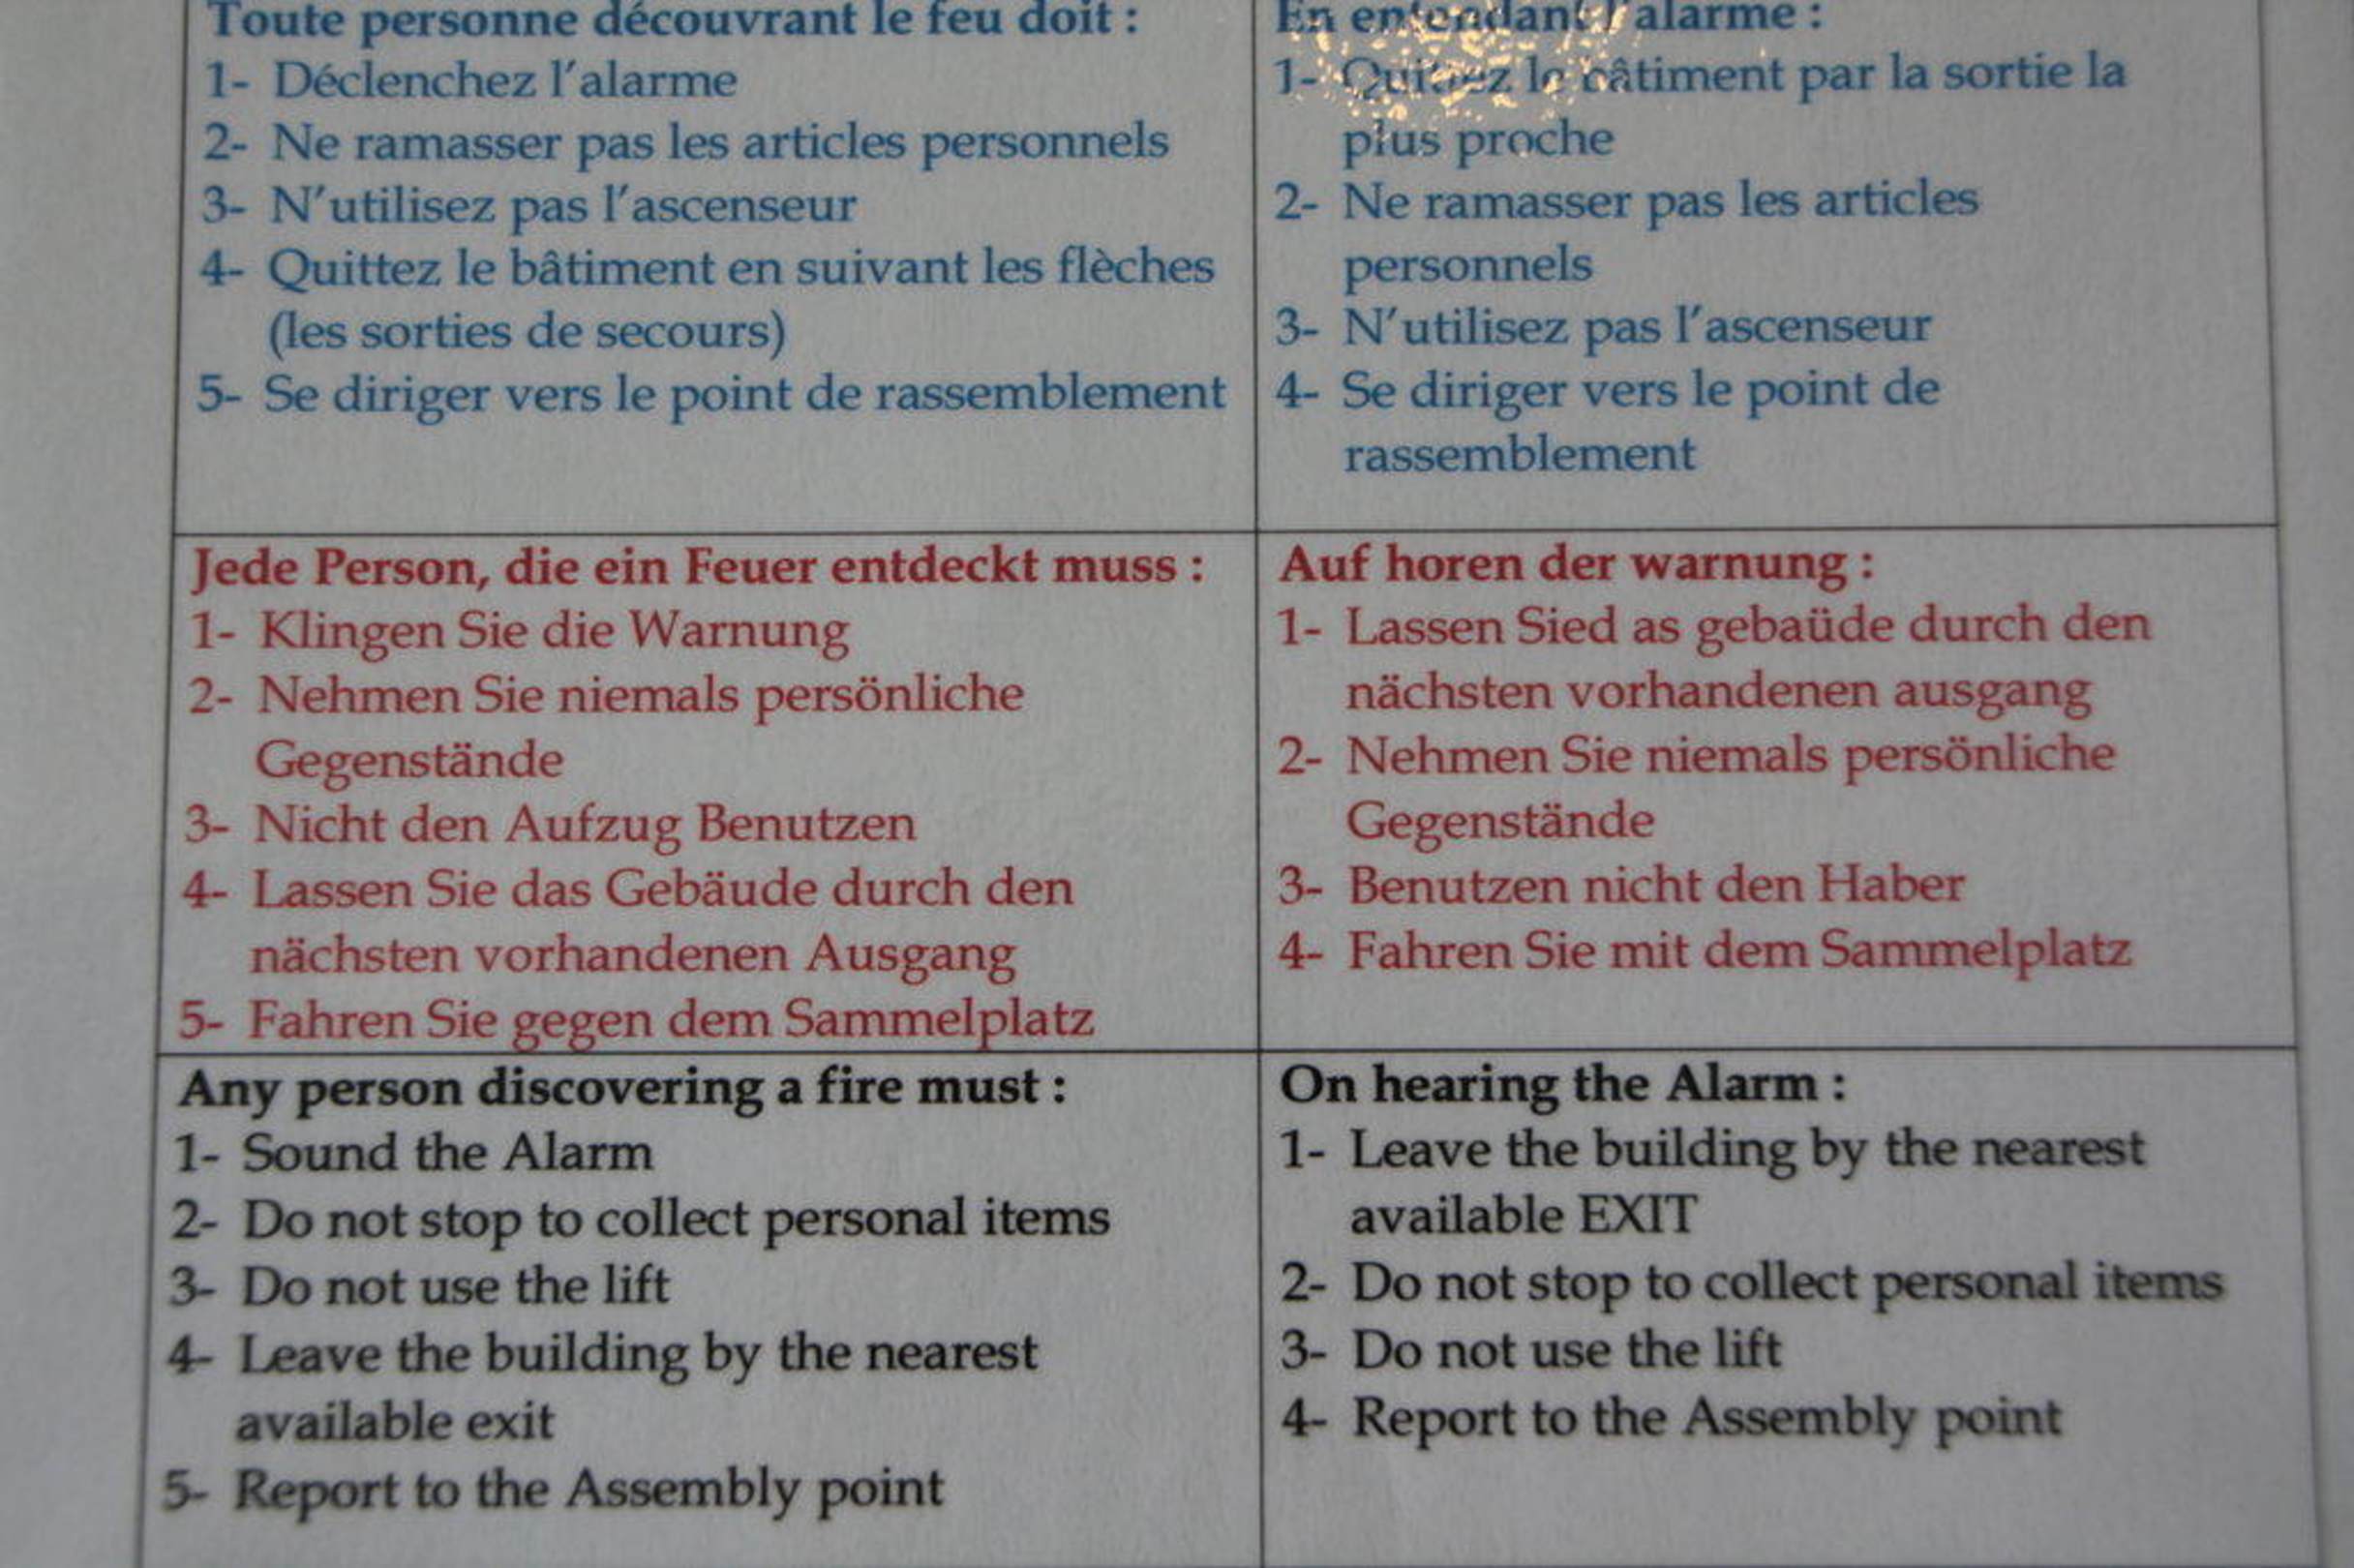 Toute personne découvrant le feu doit :
1- Déclenchez l'alarme
2- Ne ramasser pas les articles personnels
3- N'utilisez pas l'ascenseur
4- Quittez le bâtiment en suivant les flèches
(les sorties de secours)
5- Se diriger vers le point de rassemblement
En entendant l'alarme :
1- Quittez le bâtiment par la sortie la
plus proche
2- Ne ramasser pas les articles
personnels
3- N'utilisez pas l'ascenseur
4- Se diriger vers le point de
rassemblement
Jede Person, die ein Feuer entdeckt muss :
1- Klingen Sie die Warnung
2- Nehmen Sie niemals persönliche
Gegenstände
3- Nicht den Aufzug Benutzen
4- Lassen Sie das Gebäude durch den
nächsten vorhandenen Ausgang
5- Fahren Sie gegen dem Sammelplatz
Auf horen der warnung :
1- Lassen Sied as gebaüde durch den
nächsten vorhandenen ausgang
2- Nehmen Sie niemals persönliche
Gegenstände
3- Benutzen nicht den Haber
4- Fahren Sie mit dem Sammelplatz
Any person discovering a fire must :
1- Sound the Alarm
2- Do not stop to collect personal items
3- Do not use the lift
4- Leave the building by the nearest
available exit
5- Report to the Assembly point
On hearing the Alarm :
1- Leave the building by the nearest
available EXIT
2- Do not stop to collect personal items
3- Do not use the lift
4- Report to the Assembly point